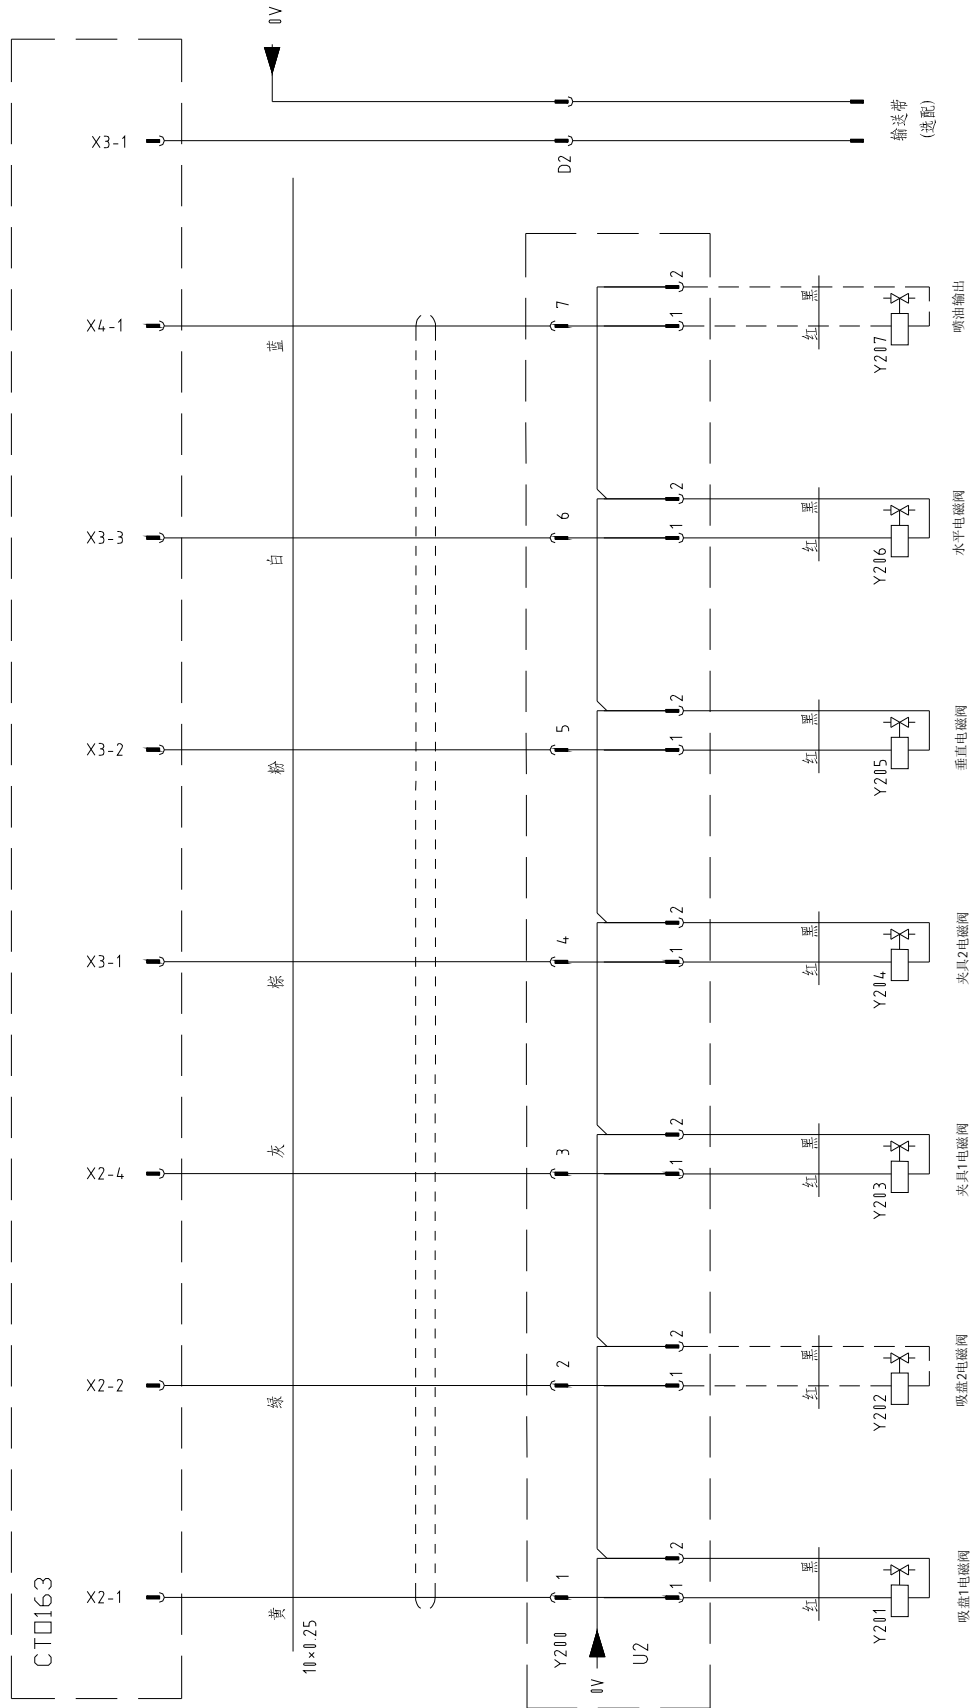 CTO163
X2-1
X2-2
X2-4
X3-1
X3-2
X3-3
X4-1
X3-1
0V
黄
绿
灰
棕
粉
白
蓝
10×0.25
Y200
1
2
3
4
5
6
7
D2
0V
U2
1 2
1 2
1 2
1 2
1 2
1 2
1 2
红 黑
红 黑
红 黑
红 黑
红 黑
红 黑
红 黑
Y201
Y202
Y203
Y204
Y205
Y206
Y207
吸盘1电磁阀
吸盘2电磁阀
夹具1电磁阀
夹具2电磁阀
垂直电磁阀
水平电磁阀
喷油输出
输送带
(选配)